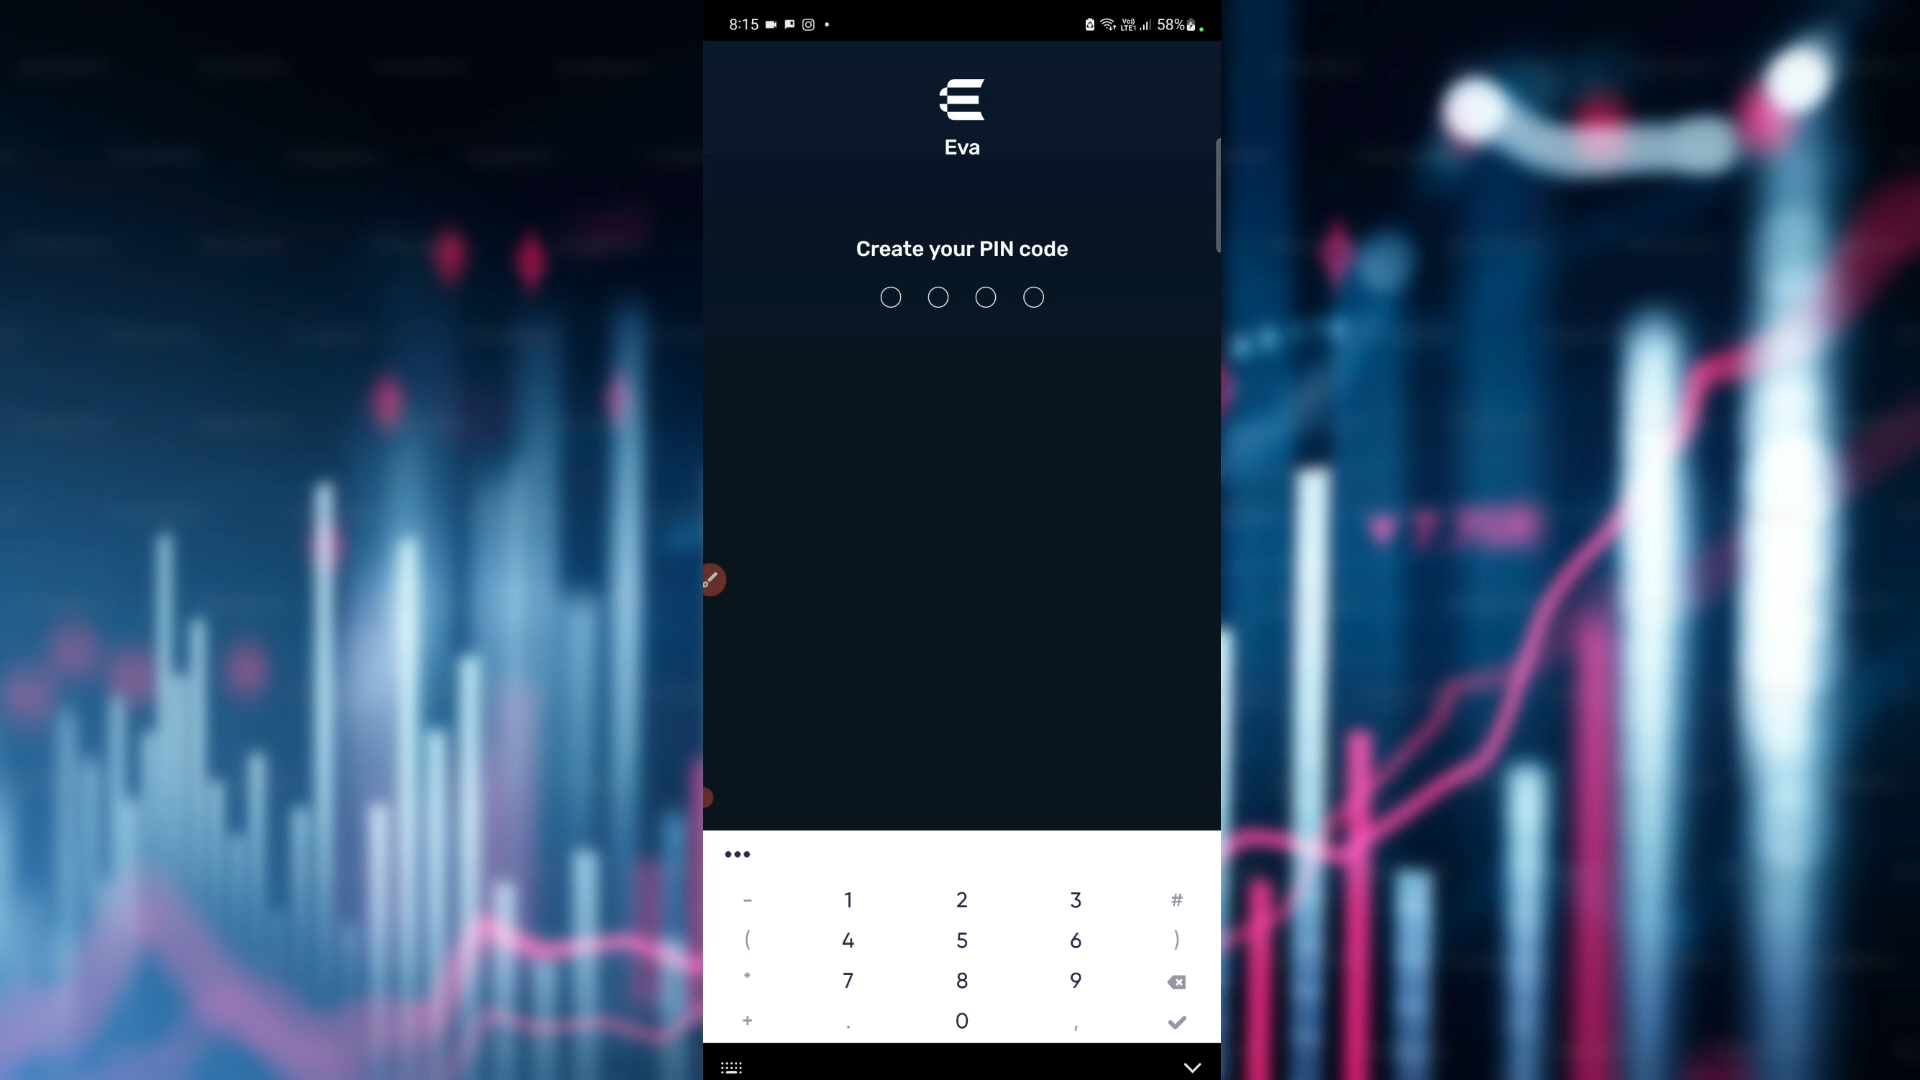 8:15 58%
Eva
Create your PIN code
- 1 2 3 #
( 4 5 6 )
* 7 8 9
+ . 0 ,